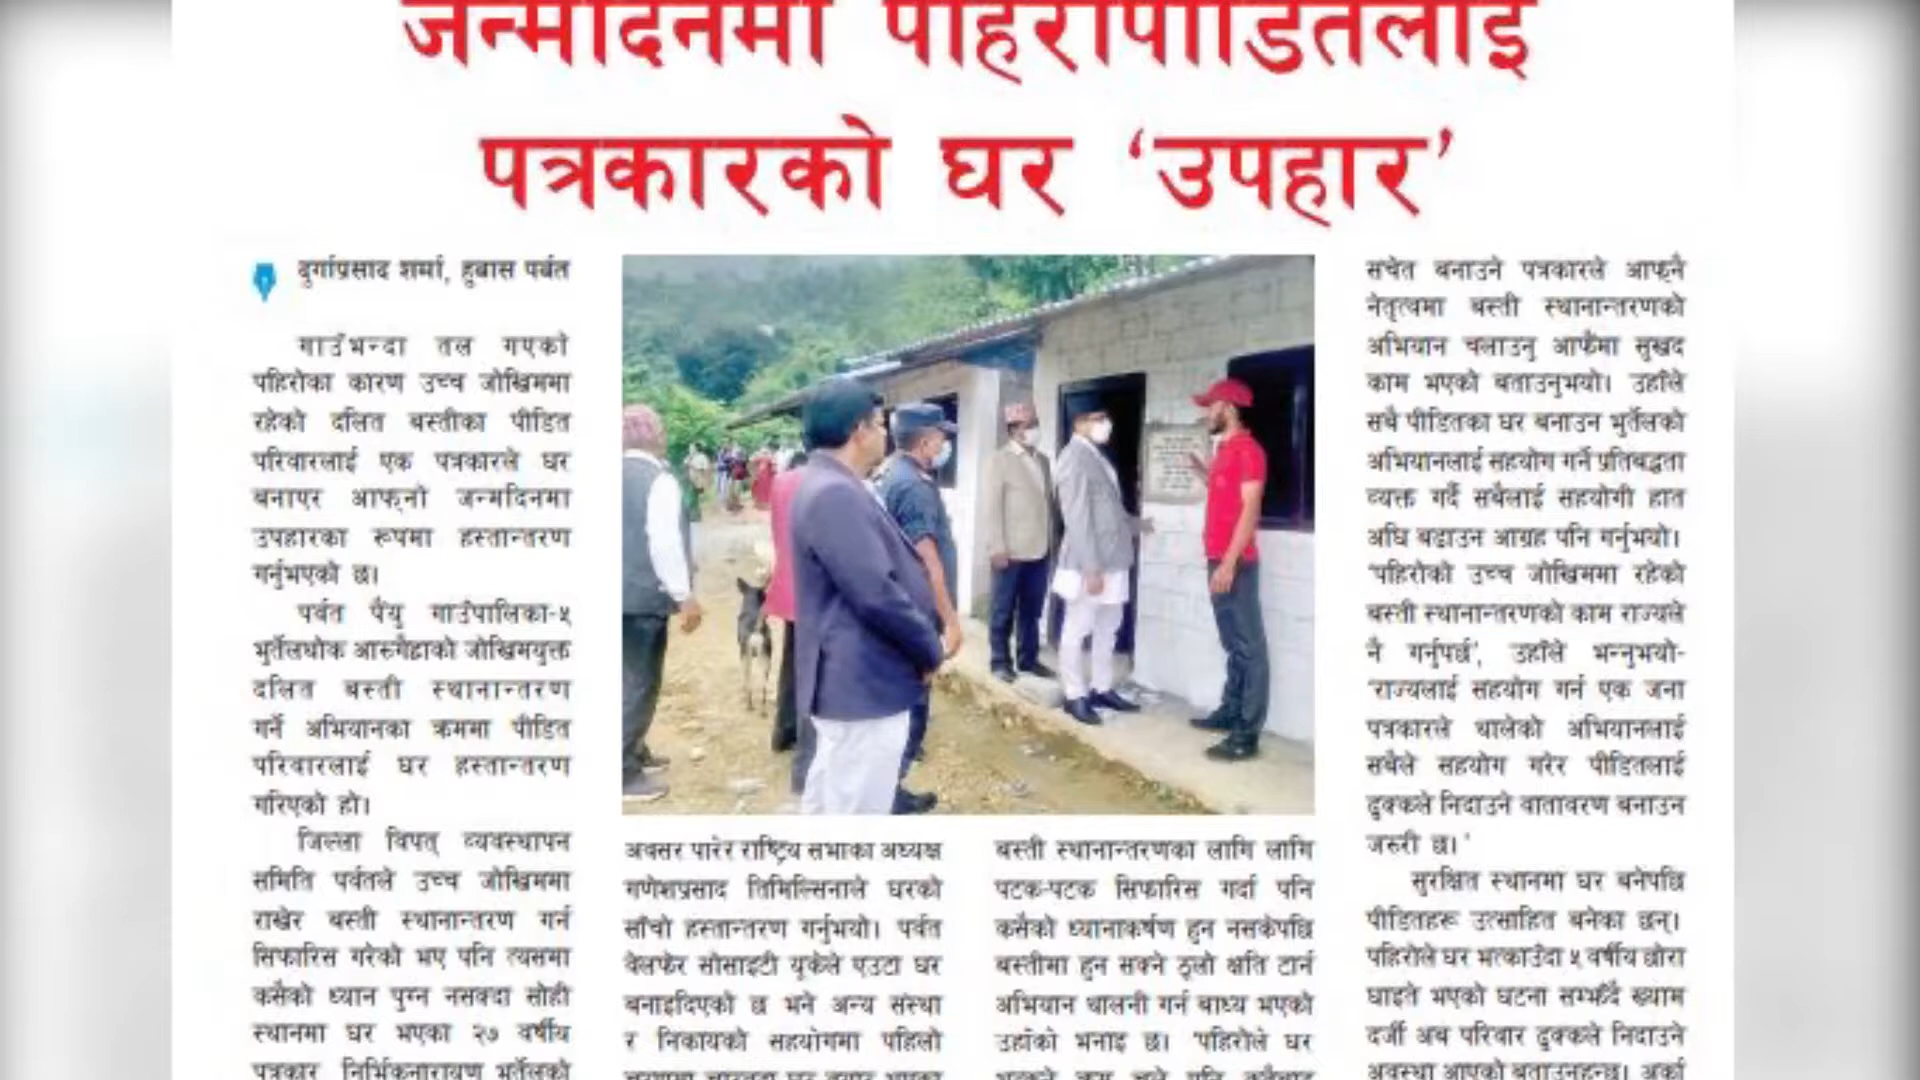 जन्मदिनमा पहिरोपीडितलाई
पत्रकारको घर ‘उपहार’
दुर्गाप्रसाद शर्मा, हुवास पर्वत
गाउँभन्दा तल गएको
पहिरोका कारण उच्च जोखिममा
रहेको दलित बस्तीका पीडित
परिवारलाई एक पत्रकारले घर
बनाएर आफ्नो जन्मदिनमा
उपहारका रूपमा हस्तान्तरण
गर्नुभएको छ।
पर्वत पैंयु गाउँपालिका-५
भुर्तेलथोक आरुगैह्राको जोखिमयुक्त
दलित बस्ती स्थानान्तरण
गर्ने अभियानका क्रममा पीडित
परिवारलाई घर हस्तान्तरण
गरिएको हो।
जिल्ला विपत् व्यवस्थापन
समिति पर्वतले उच्च जोखिममा
राखेर बस्ती स्थानान्तरण गर्न
सिफारिस गरेको भए पनि त्यसमा
कसैको ध्यान पुग्न नसक्दा सोही
स्थानमा घर भएका २७ वर्षीय
पत्रकार निर्भिकनारायण भुर्तेलको
अवसर पारेर राष्ट्रिय सभाका अध्यक्ष
गणेशप्रसाद तिमिल्सिनाले घरको
साँचो हस्तान्तरण गर्नुभयो। पर्वत
वेलफेर सोसाइटी यूकेले एउटा घर
बनाइदिएको छ भने अन्य संस्था
र निकायको सहयोगमा पहिलो
बस्ती स्थानान्तरणका लागि लागि
पटक-पटक सिफारिस गर्दा पनि
कसैको ध्यानाकर्षण हुन नसकेपछि
बस्तीमा हुन सक्ने ठूलो क्षति टार्न
अभियान थालनी गर्न बाध्य भएको
उहाँको भनाइ छ। ‘पहिरोले घर
सचेत बनाउने पत्रकारले आफ्नै
नेतृत्वमा बस्ती स्थानान्तरणको
अभियान चलाउनु आफैंमा सुखद
काम भएको बताउनुभयो। उहाँले
सबै पीडितका घर बनाउन भुर्तेलको
अभियानलाई सहयोग गर्ने प्रतिबद्धता
व्यक्त गर्दै सबैलाई सहयोगी हात
अघि बढाउन आग्रह पनि गर्नुभयो।
‘पहिरोको उच्च जोखिममा रहेको
बस्ती स्थानान्तरणको काम राज्यले
नै गर्नुपर्छ’, उहाँले भन्नुभयो-
‘राज्यलाई सहयोग गर्न एक जना
पत्रकारले थालेको अभियानलाई
सबैले सहयोग गरेर पीडितलाई
ढुक्कले निदाउने वातावरण बनाउन
जरुरी छ।’
सुरक्षित स्थानमा घर बनेपछि
पीडितहरू उत्साहित बनेका छन्।
पहिरोले घर भत्काउँदा ५ वर्षीय छोरा
घाइते भएको घटना सम्झँदै ख्याम
दर्जी अब परिवार ढुक्कले निदाउने
अवस्था आएको बताउनुहुन्छ। अर्का